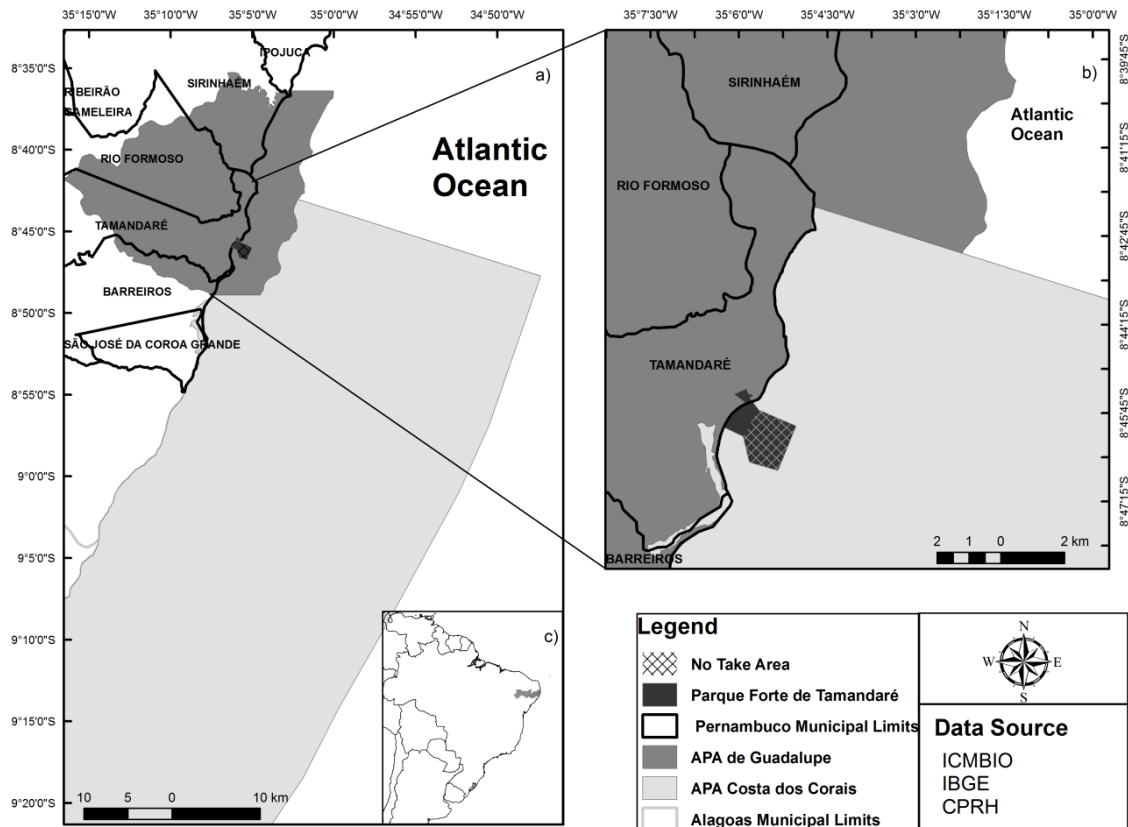 35°15'0"W 35°10'0"W 35°5'0"W 35°0'0"W 34°55'0"W 34°50'0"W
8°35'0"S
8°40'0"S
8°45'0"S
8°50'0"S
8°55'0"S
9°0'0"S
9°5'0"S
9°10'0"S
9°15'0"S
9°20'0"S
a)
IPOJUCA
SIRINHAÉM
RIBEIRÃO
GAMELEIRA
RIO FORMOSO
TAMANDARÉ
BARREIROS
SÃO JOSÉ DA COROA GRANDE
Atlantic
Ocean
10 5 0 10 km
c)
35°7'30"W 35°6'0"W 35°4'30"W 35°3'0"W 35°1'30"W 35°0'0"W
8°39'45"S
8°41'15"S
8°42'45"S
8°44'15"S
8°45'45"S
8°47'15"S
b)
SIRINHAÉM
Atlantic
Ocean
RIO FORMOSO
TAMANDARÉ
BARREIROS
2 1 0 2 km
Legend
No Take Area
Parque Forte de Tamandaré
Pernambuco Municipal Limits
APA de Guadalupe
APA Costa dos Corais
Alagoas Municipal Limits
N
W E
S
Data Source
ICMBIO
IBGE
CPRH